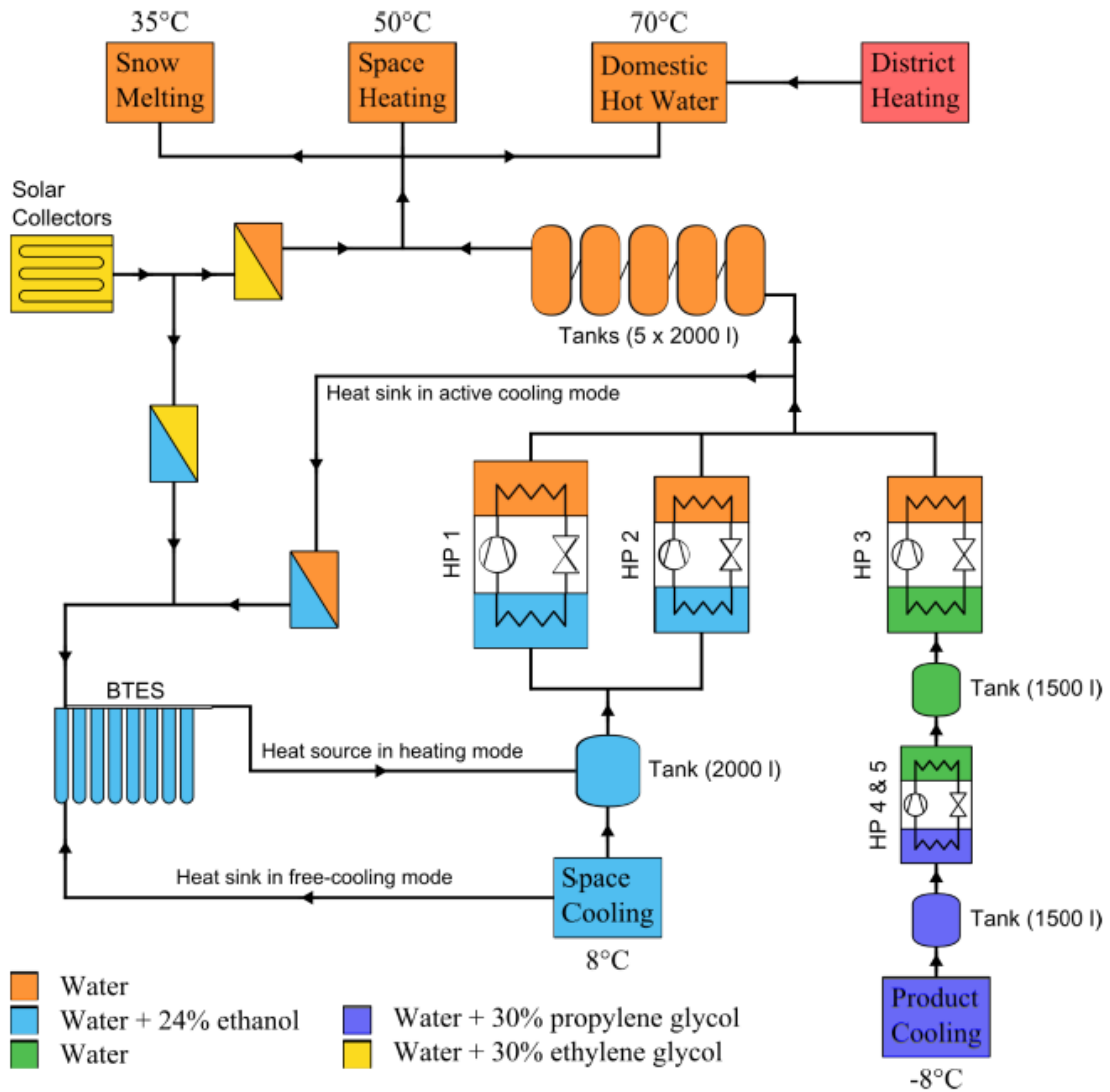 35°C
50°C
70°C
Snow
Melting
Space
Heating
Domestic
Hot Water
District
Heating
Solar
Collectors
Tanks (5 x 2000 l)
Heat sink in active cooling mode
HP 1
HP 2
HP 3
BTES
Tank (1500 l)
Heat source in heating mode
Tank (2000 l)
HP 4 & 5
Heat sink in free-cooling mode
Space
Cooling
8°C
Tank (1500 l)
Product
Cooling
-8°C
Water
Water + 24% ethanol
Water
Water + 30% propylene glycol
Water + 30% ethylene glycol